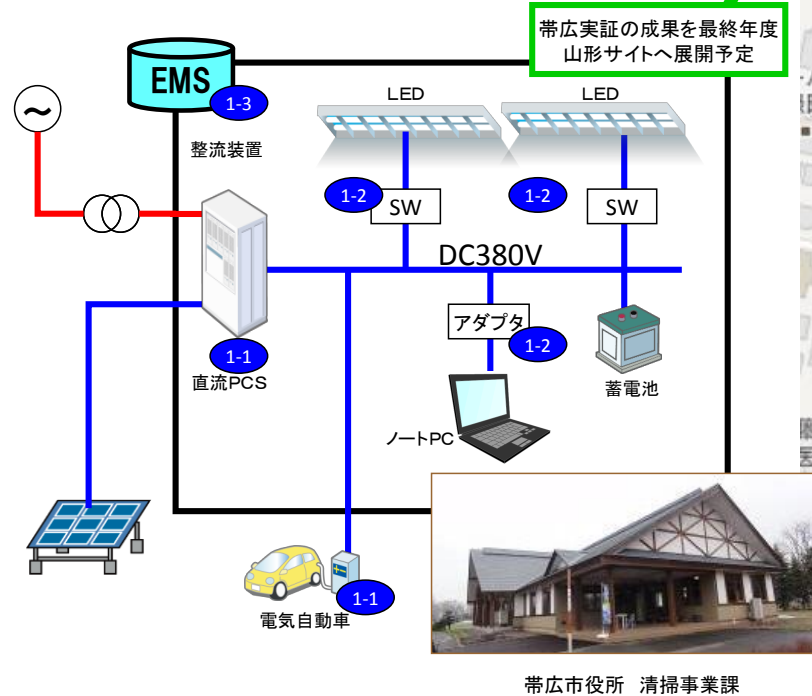 帯広実証の成果を最終年度
山形サイトへ展開予定
EMS
1-3
整流装置
~
LED
LED
1-2
SW
1-2
SW
DC380V
アダプタ
1-2
1-1
直流PCS
蓄電池
ノートPC
1-1
電気自動車
帯広市役所 清掃事業課